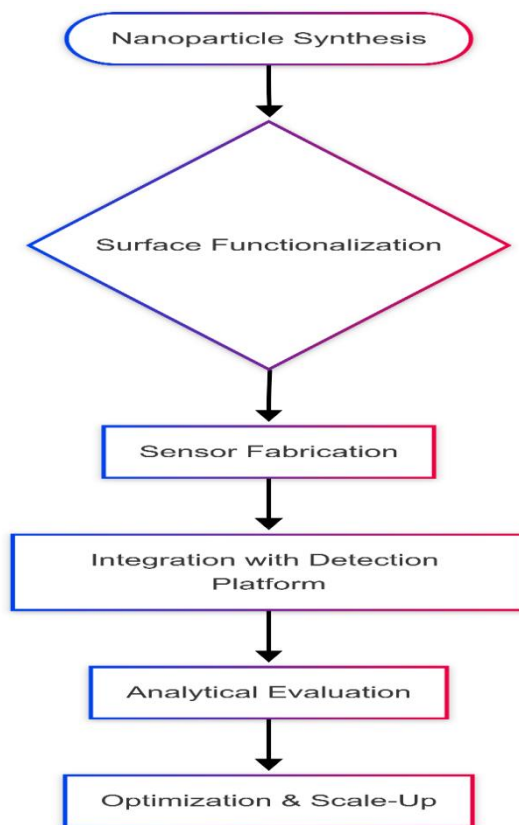 Nanoparticle Synthesis
Surface Functionalization
Sensor Fabrication
Integration with Detection
Platform
Analytical Evaluation
Optimization & Scale-Up